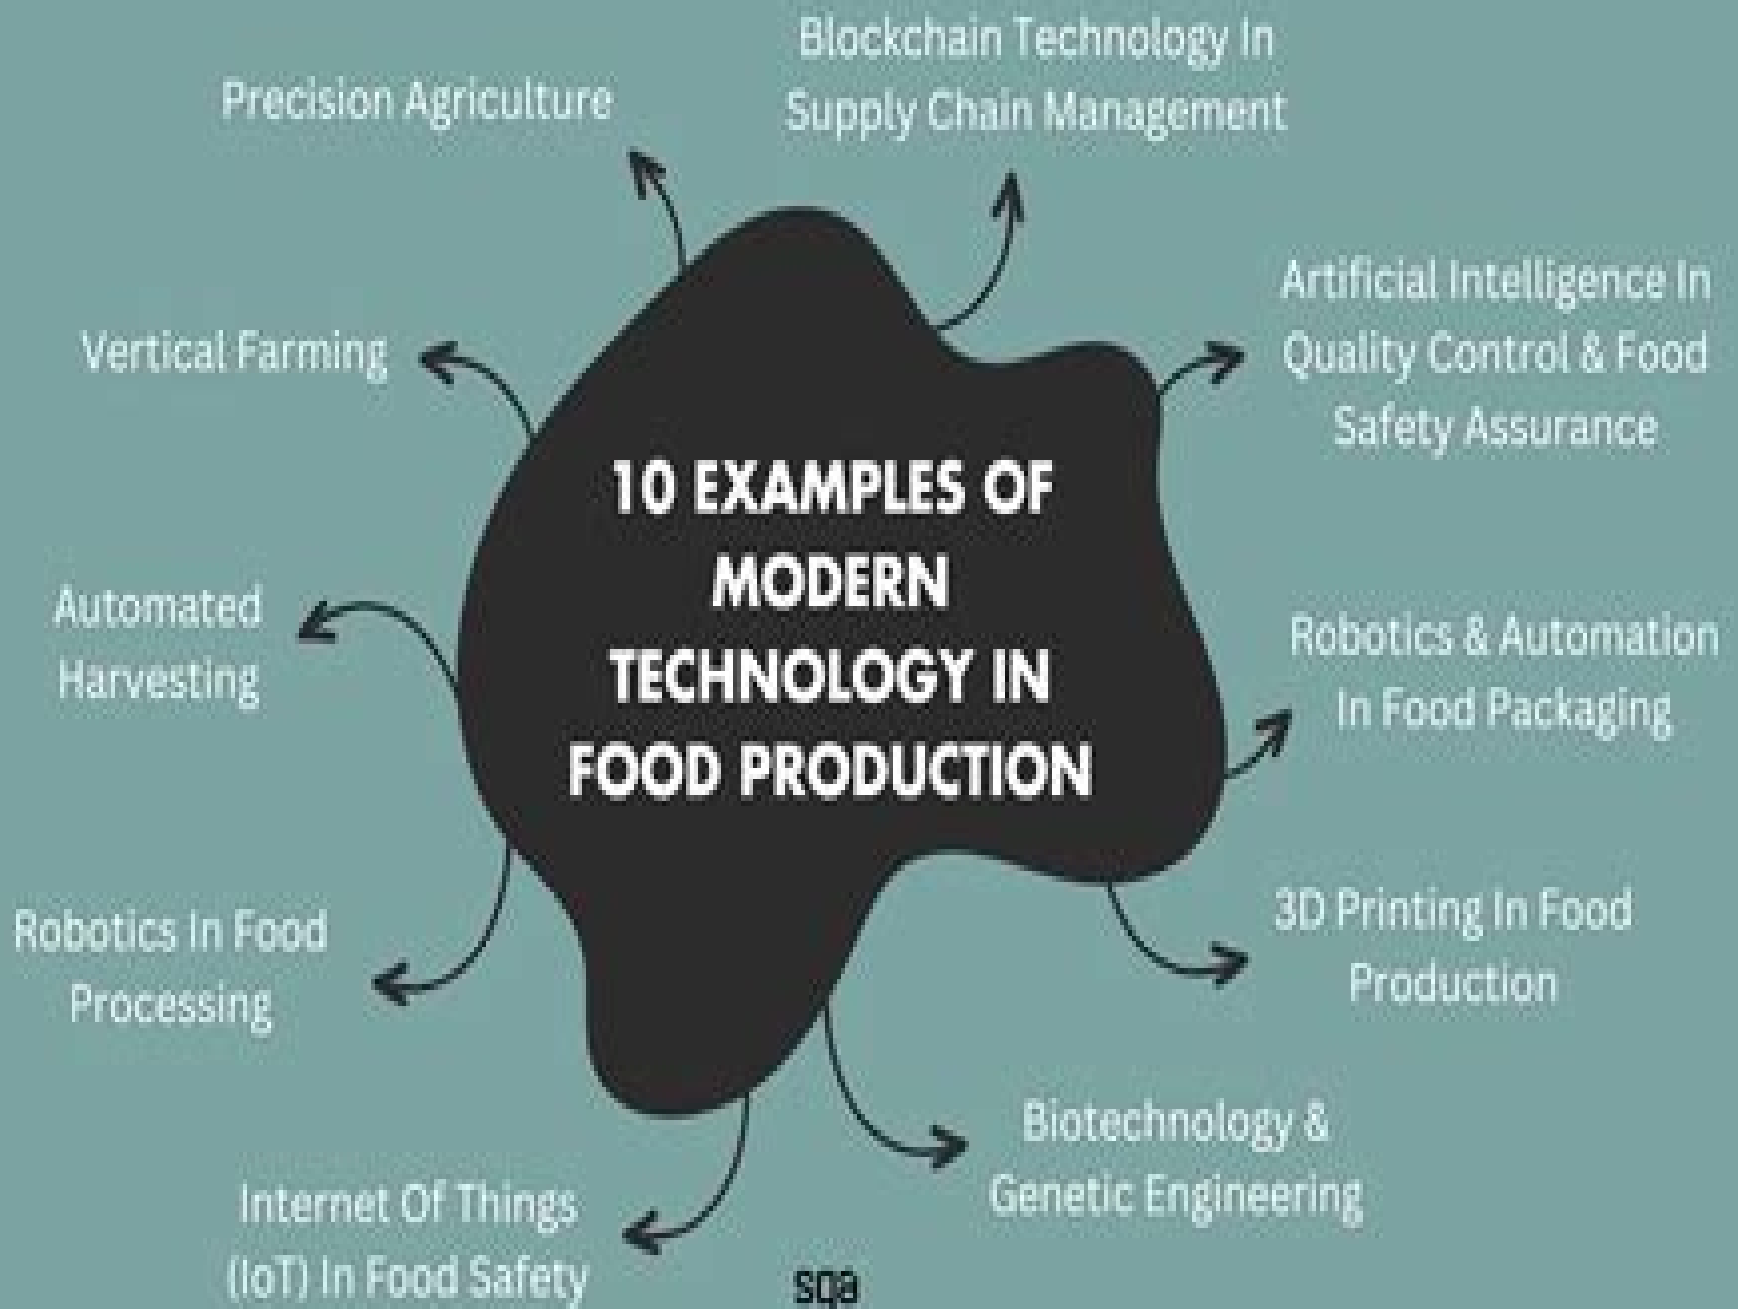 Blockchain Technology In
Supply Chain Management
Precision Agriculture
Artificial Intelligence In
Quality Control & Food
Safety Assurance
Vertical Farming
10 EXAMPLES OF
MODERN
TECHNOLOGY IN
FOOD PRODUCTION
Automated
Harvesting
Robotics & Automation
In Food Packaging
Robotics In Food
Processing
3D Printing In Food
Production
Biotechnology &
Genetic Engineering
Internet Of Things
(IoT) In Food Safety
sqa